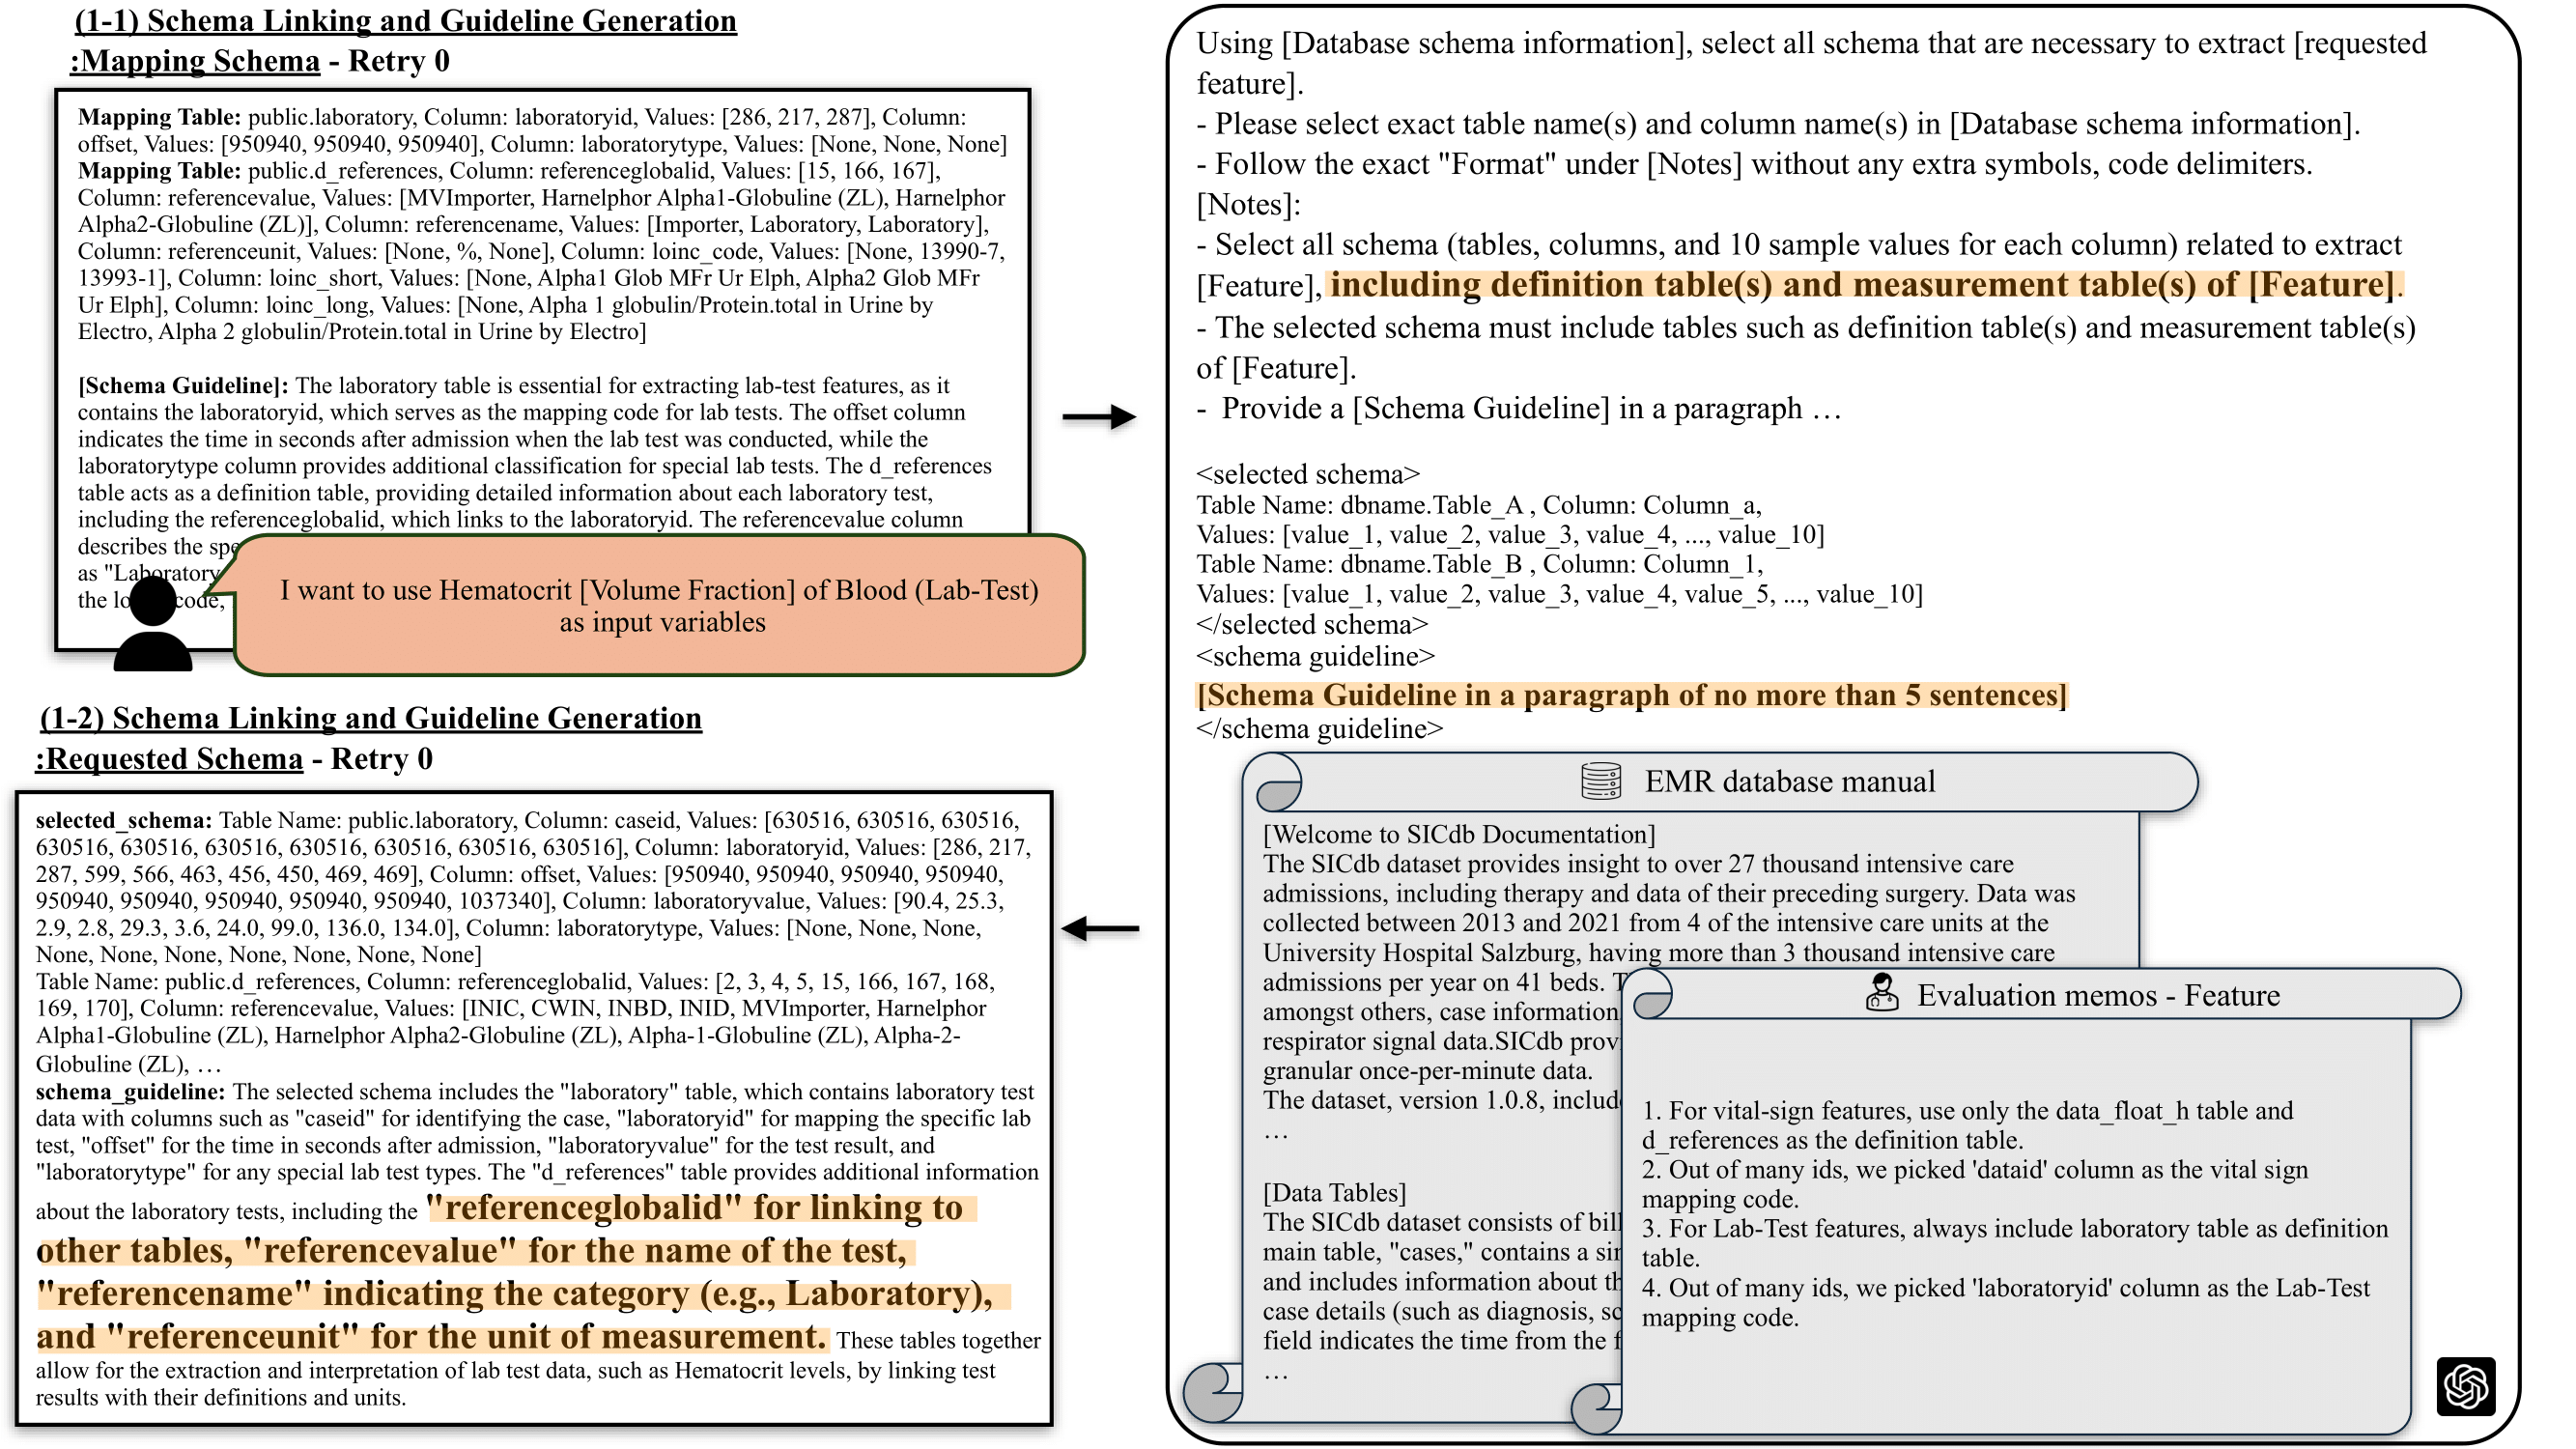 (1-1) Schema Linking and Guideline Generation
:Mapping Schema - Retry 0
Mapping Table: public.laboratory, Column: laboratoryid, Values: [286, 217, 287], Column:
offset, Values: [950940, 950940, 950940], Column: laboratorytype, Values: [None, None, None]
Mapping Table: public.d_references, Column: referenceglobalid, Values: [15, 166, 167],
Column: referencevalue, Values: [MVImporter, Harnelphor Alpha1-Globuline (ZL), Harnelphor
Alpha2-Globuline (ZL)], Column: referencename, Values: [Importer, Laboratory, Laboratory],
Column: referenceunit, Values: [None, %, None], Column: loinc_code, Values: [None, 13990-7,
13993-1], Column: loinc_short, Values: [None, Alpha1 Glob MFr Ur Elph, Alpha2 Glob MFr
Ur Elph], Column: loinc_long, Values: [None, Alpha 1 globulin/Protein.total in Urine by
Electro, Alpha 2 globulin/Protein.total in Urine by Electro]
[Schema Guideline]: The laboratory table is essential for extracting lab-test features, as it
contains the laboratoryid, which serves as the mapping code for lab tests. The offset column
indicates the time in seconds after admission when the lab test was conducted, while the
laboratorytype column provides additional classification for special lab tests. The d_references
table acts as a definition table, providing detailed information about each laboratory test,
including the referenceglobalid, which links to the laboratoryid. The referencevalue column
describes the
as "Laboratory
the code,
I want to use Hematocrit [Volume Fraction] of Blood (Lab-Test)
as input variables
(1-2) Schema Linking and Guideline Generation
:Requested Schema - Retry 0
selected_schema: Table Name: public.laboratory, Column: caseid, Values: [630516, 630516, 630516,
630516, 630516, 630516, 630516, 630516, 630516, 630516], Column: laboratoryid, Values: [286, 217,
287, 599, 566, 463, 456, 450, 469, 469], Column: offset, Values: [950940, 950940, 950940, 950940,
950940, 950940, 950940, 950940, 950940, 1037340], Column: laboratoryvalue, Values: [90.4, 25.3,
2.9, 2.8, 29.3, 3.6, 24.0, 99.0, 136.0, 134.0], Column: laboratorytype, Values: [None, None, None,
None, None, None, None, None, None, None]
Table Name: public.d_references, Column: referenceglobalid, Values: [2, 3, 4, 5, 15, 166, 167, 168,
169, 170], Column: referencevalue, Values: [INIC, CWIN, INBD, INID, MVImporter, Harnelphor
Alpha1-Globuline (ZL), Harnelphor Alpha2-Globuline (ZL), Alpha-1-Globuline (ZL), Alpha-2-
Globuline (ZL), …
schema_guideline: The selected schema includes the "laboratory" table, which contains laboratory test
data with columns such as "caseid" for identifying the case, "laboratoryid" for mapping the specific lab
test, "offset" for the time in seconds after admission, "laboratoryvalue" for the test result, and
"laboratorytype" for any special lab test types. The "d_references" table provides additional information
about the laboratory tests, including the "referenceglobalid" for linking to
other tables, "referencevalue" for the name of the test,
"referencename" indicating the category (e.g., Laboratory),
and "referenceunit" for the unit of measurement. These tables together
allow for the extraction and interpretation of lab test data, such as Hematocrit levels, by linking test
results with their definitions and units.
Using [Database schema information], select all schema that are necessary to extract [requested
feature].
- Please select exact table name(s) and column name(s) in [Database schema information].
- Follow the exact "Format" under [Notes] without any extra symbols, code delimiters.
[Notes]:
- Select all schema (tables, columns, and 10 sample values for each column) related to extract
[Feature], including definition table(s) and measurement table(s) of [Feature].
- The selected schema must include tables such as definition table(s) and measurement table(s)
of [Feature].
- Provide a [Schema Guideline] in a paragraph …
<selected schema>
Table Name: dbname.Table_A , Column: Column_a,
Values: [value_1, value_2, value_3, value_4, ..., value_10]
Table Name: dbname.Table_B , Column: Column_1,
Values: [value_1, value_2, value_3, value_4, value_5, ..., value_10]
</selected schema>
<schema guideline>
[Schema Guideline in a paragraph of no more than 5 sentences]
</schema guideline>
EMR database manual
[Welcome to SICdb Documentation]
The SICdb dataset provides insight to over 27 thousand intensive care
admissions, including therapy and data of their preceding surgery. Data was
collected between 2013 and 2021 from 4 of the intensive care units at the
University Hospital Salzburg, having more than 3 thousand intensive care
admissions per year on 41 beds.
amongst others, case information
respirator signal data.SICdb
granular once-per-minute data.
The dataset, version 1.0.8,
…
[Data Tables]
The SICdb dataset consists of
main table, "cases," contains a
and includes information about
case details (such as diagnosis,
field indicates the time from the
…
Evaluation memos - Feature
1. For vital-sign features, use only the data_float_h table and
d_references as the definition table.
2. Out of many ids, we picked 'dataid' column as the vital sign
mapping code.
3. For Lab-Test features, always include laboratory table as definition
table.
4. Out of many ids, we picked 'laboratoryid' column as the Lab-Test
mapping code.